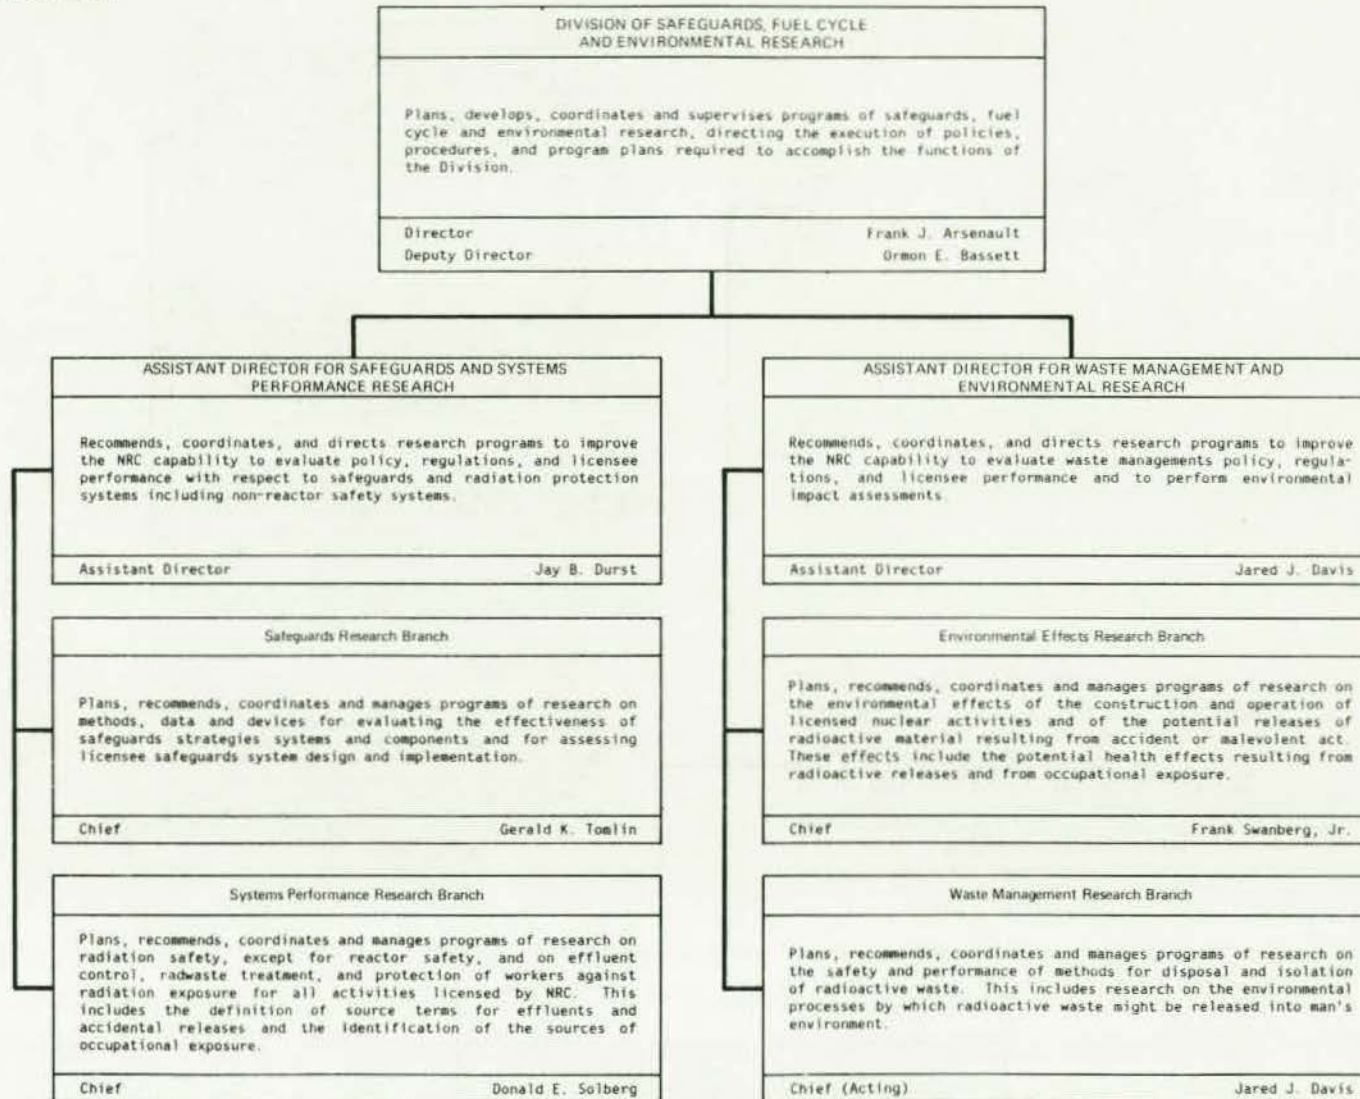 DIVISION OF SAFEGUARDS, FUEL CYCLE
AND ENVIRONMENTAL RESEARCH
Plans, develops, coordinates and supervises programs of safeguards, fuel
cycle and environmental research, directing the execution of policies,
procedures, and program plans required to accomplish the functions of
the Division.
Director Frank J. Arsenault
Deputy Director Ormon E. Bassett
ASSISTANT DIRECTOR FOR SAFEGUARDS AND SYSTEMS
PERFORMANCE RESEARCH
Recommends, coordinates, and directs research programs to improve
the NRC capability to evaluate policy, regulations, and licensee
performance with respect to safeguards and radiation protection
systems including non-reactor safety systems.
Assistant Director Jay B. Durst
Safeguards Research Branch
Plans, recommends, coordinates and manages programs of research on
methods, data and devices for evaluating the effectiveness of
safeguards strategies systems and components and for assessing
licensee safeguards system design and implementation.
Chief Gerald K. Tomlin
Systems Performance Research Branch
Plans, recommends, coordinates and manages programs of research on
radiation safety, except for reactor safety, and on effluent
control, radwaste treatment, and protection of workers against
radiation exposure for all activities licensed by NRC. This
includes the definition of source terms for effluents and
accidental releases and the identification of the sources of
occupational exposure.
Chief Donald E. Solberg
ASSISTANT DIRECTOR FOR WASTE MANAGEMENT AND
ENVIRONMENTAL RESEARCH
Recommends, coordinates, and directs research programs to improve
the NRC capability to evaluate waste managements policy, regula-
tions, and licensee performance and to perform environmental
impact assessments
Assistant Director Jared J. Davis
Environmental Effects Research Branch
Plans, recommends, coordinates and manages programs of research on
the environmental effects of the construction and operation of
licensed nuclear activities and of the potential releases of
radioactive material resulting from accident or malevolent act.
These effects include the potential health effects resulting from
radioactive releases and from occupational exposure.
Chief Frank Swanberg, Jr.
Waste Management Research Branch
Plans, recommends, coordinates and manages programs of research on
the safety and performance of methods for disposal and isolation
of radioactive waste. This includes research on the environmental
processes by which radioactive waste might be released into man's
environment.
Chief (Acting) Jared J. Davis